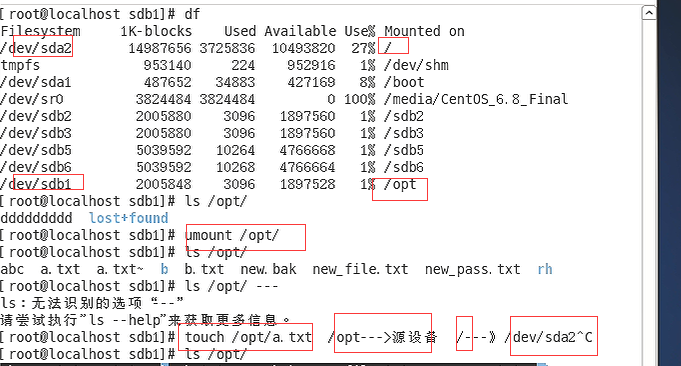 [root@localhost sdb1]# df
Filesystem     1K-blocks    Used Available Use% Mounted on
/dev/sda2       14987656 3725836  10493820  27% /
tmpfs             953140     224    952916   1% /dev/shm
/dev/sda1         487652   34883    427169   8% /boot
/dev/sr0         3824484 3824484         0 100% /media/CentOS_6.8_Final
/dev/sdb2        2005880    3096   1897560   1% /sdb2
/dev/sdb3        2005880    3096   1897560   1% /sdb3
/dev/sdb5        5039592   10264   4766668   1% /sdb5
/dev/sdb6        5039592   10268   4766664   1% /sdb6
/dev/sdb1        2005848    3096   1897528   1% /opt
[root@localhost sdb1]# ls /opt/
ddddddddd  lost+found
[root@localhost sdb1]# umount /opt/
[root@localhost sdb1]# ls /opt/
abc  a.txt  a.txt~  b  b.txt  new.bak  new_file.txt  new_pass.txt  rh
[root@localhost sdb1]# ls /opt/ ---
ls：无法识别的选项“--”
请尝试执行"ls --help"来获取更多信息。
[root@localhost sdb1]# touch /opt/a.txt  /opt--->源设备  /---》/dev/sda2^C
[root@localhost sdb1]# ls /opt/